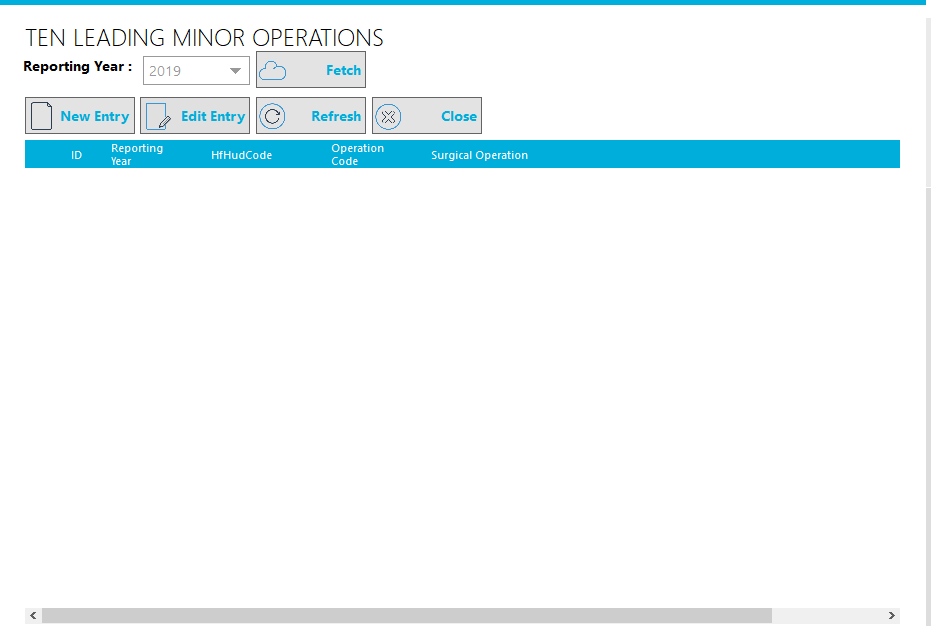 TEN LEADING MINOR OPERATIONS
Reporting Year :
2019
Fetch
New Entry
Edit Entry
Refresh
Close
ID
Reporting
Year
HfHudCode
Operation
Code
Surgical Operation